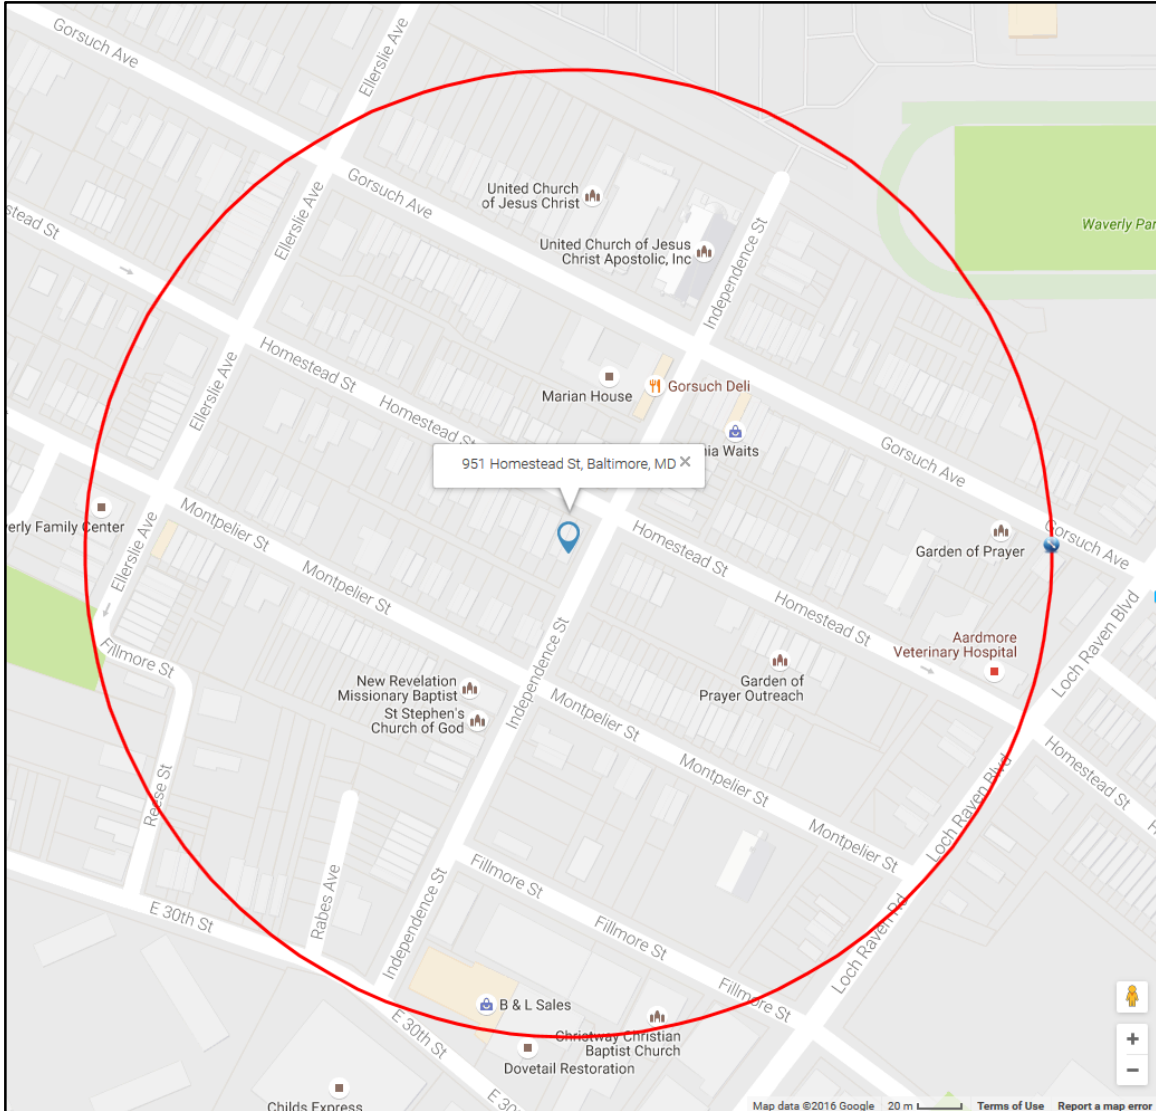 Gorsuch Ave
Ellerslie Ave
Gorsuch Ave
Ellerslie Ave
United Church
of Jesus Christ
United Church of Jesus
Christ Apostolic, Inc
Independence St
Waverly Par
stead St
Homestead St
Ellerslie Ave
Homestead St
Marian House
Gorsuch Deli
nia Waits
Gorsuch Ave
951 Homestead St, Baltimore, MD
erly Family Center
Montpelier St
Ellerslie Ave
Montpelier St
Homestead St
Garden of Prayer
Gorsuch Ave
Homestead St
Aardmore
Veterinary Hospital
Loch Raven Blvd
Fillmore St
New Revelation
Missionary Baptist
St Stephen's
Church of God
Independence St
Garden of
Prayer Outreach
Montpelier St
Homestead St
Reese St
Montpelier St
Montpelier St
Loch Raven Blvd
Rabes Ave
Independence St
Fillmore St
Fillmore St
Fillmore St
Loch Raven Rd
E 30th St
B & L Sales
E 30th St
Christway Christian
Baptist Church
Dovetail Restoration
Childs Express
E 30
Map data ©2016 Google 20 m Terms of Use Report a map error